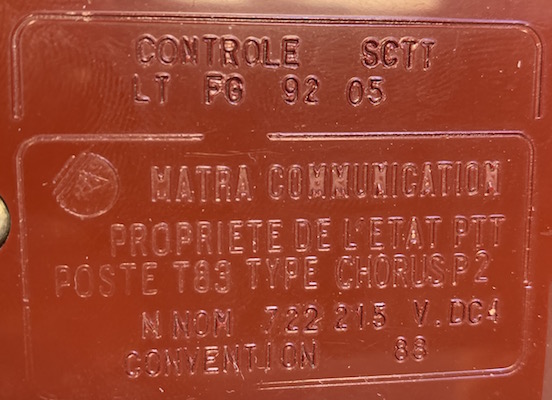 CONTROLE SCTT
LT FG 92 05
MATRA COMMUNICATION
PROPRIETE DE L'ETAT PTT
POSTE T83 TYPE CHORUS P2
N NOM 722 215 V.DC4
CONVENTION 88